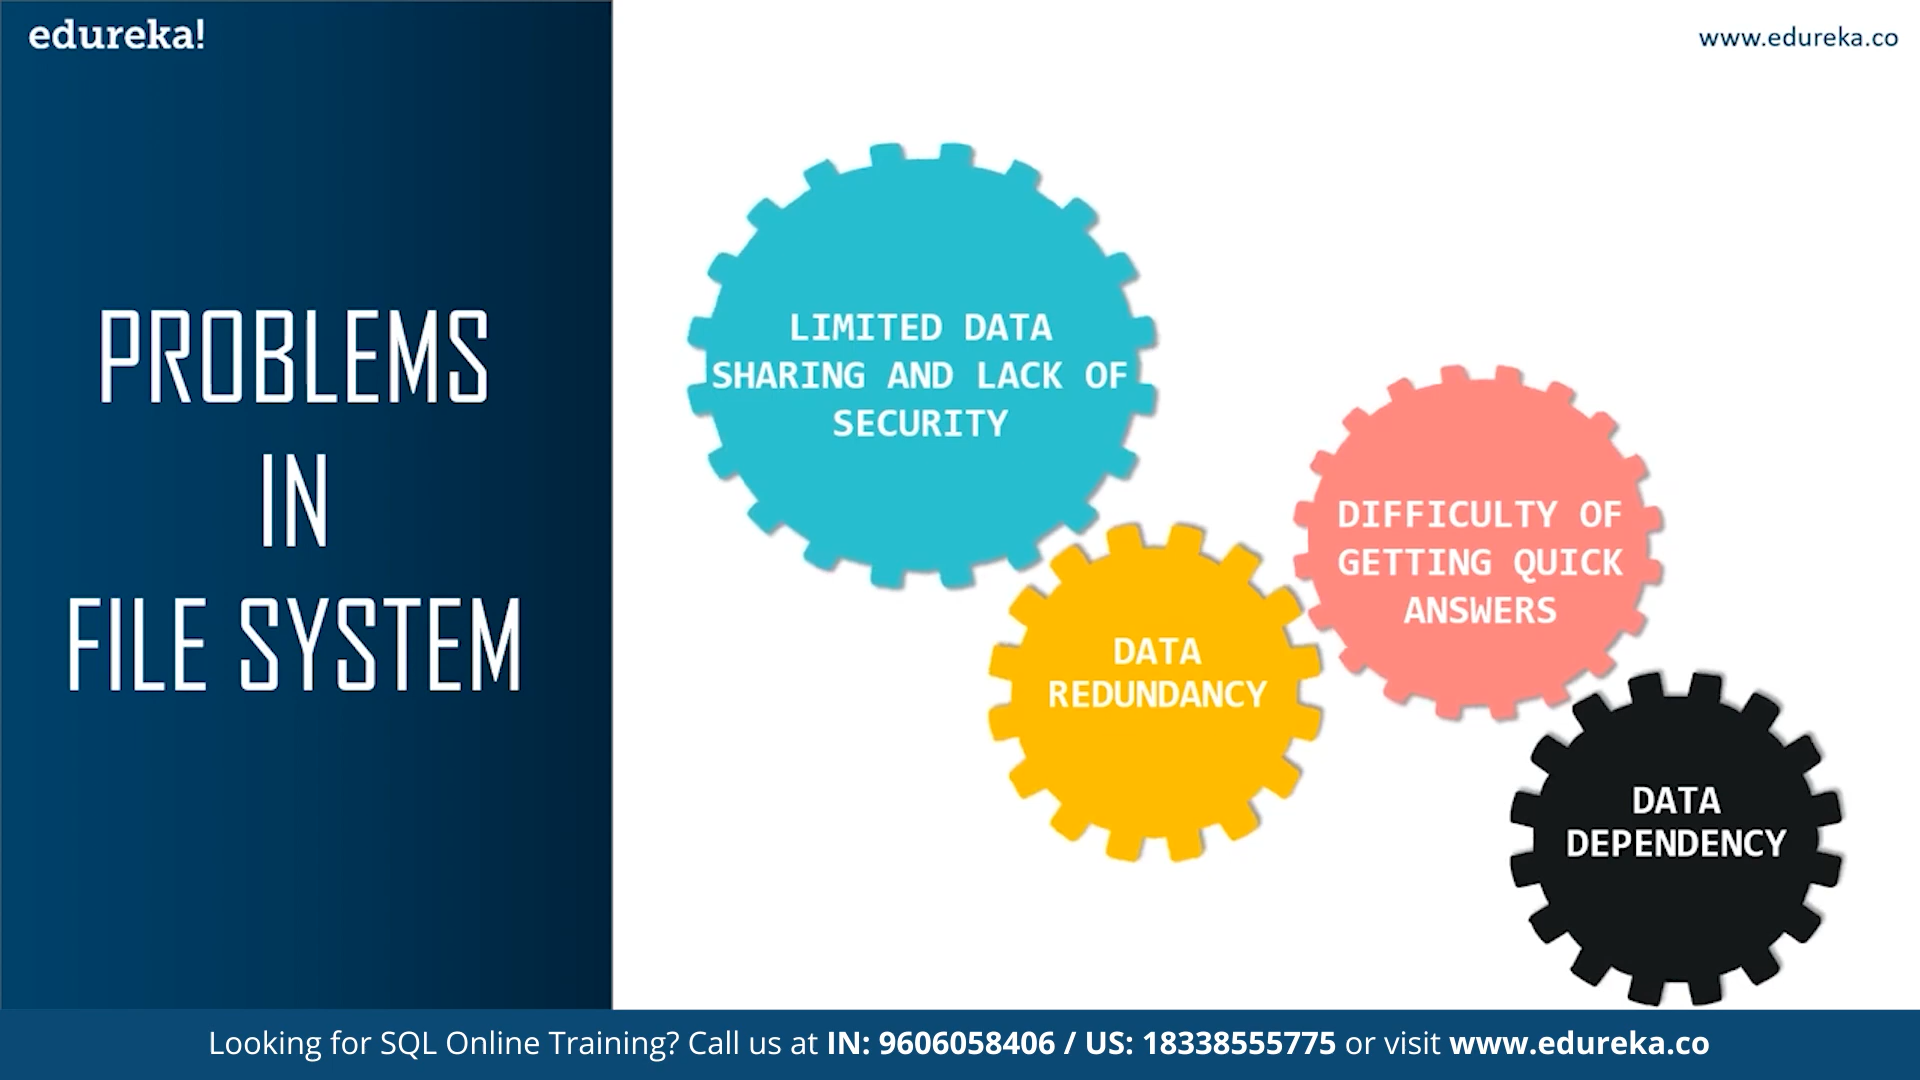 edureka!
www.edureka.co
PROBLEMS
IN
FILE SYSTEM
LIMITED DATA
SHARING AND LACK OF
SECURITY
DATA
REDUNDANCY
DIFFICULTY OF
GETTING QUICK
ANSWERS
DATA
DEPENDENCY
Looking for SQL Online Training? Call us at IN: 9606058406 / US: 18338555775 or visit www.edureka.co